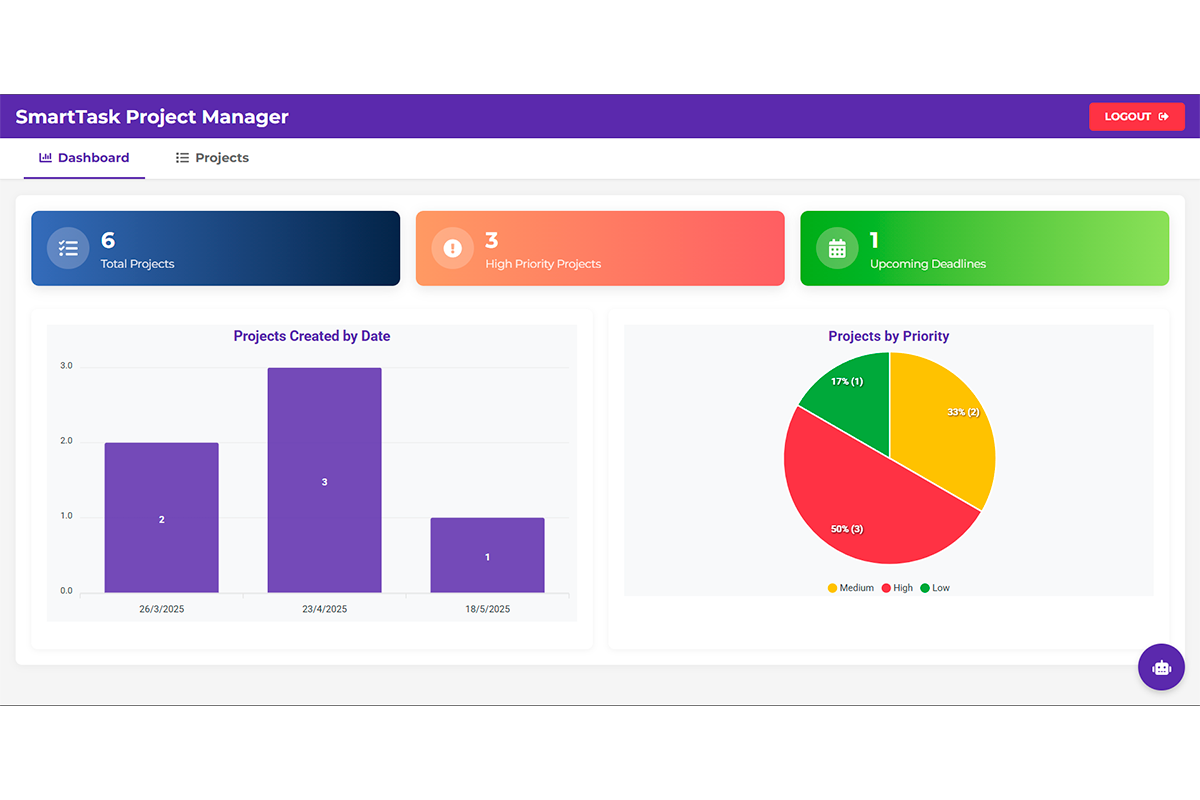 SmartTask Project Manager
LOGOUT
Dashboard
Projects
6
Total Projects
3
High Priority Projects
1
Upcoming Deadlines
Projects Created by Date
3.0
2.0
1.0
0.0
2
3
1
26/3/2025
23/4/2025
18/5/2025
Projects by Priority
17% (1)
33% (2)
50% (3)
Medium
High
Low